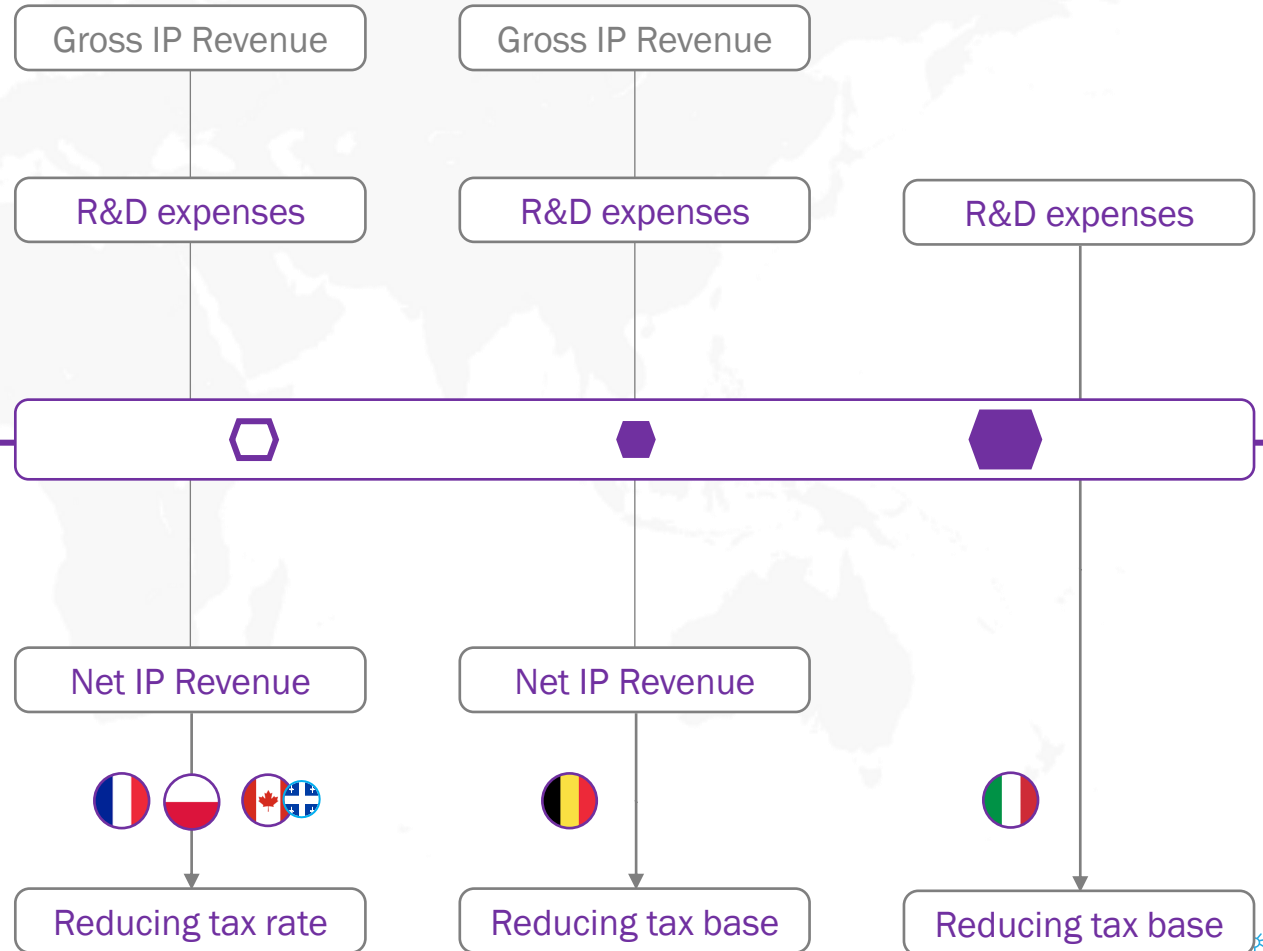 Gross IP Revenue
Gross IP Revenue
R&D expenses
R&D expenses
R&D expenses
Net IP Revenue
Net IP Revenue
Reducing tax rate
Reducing tax base
Reducing tax base